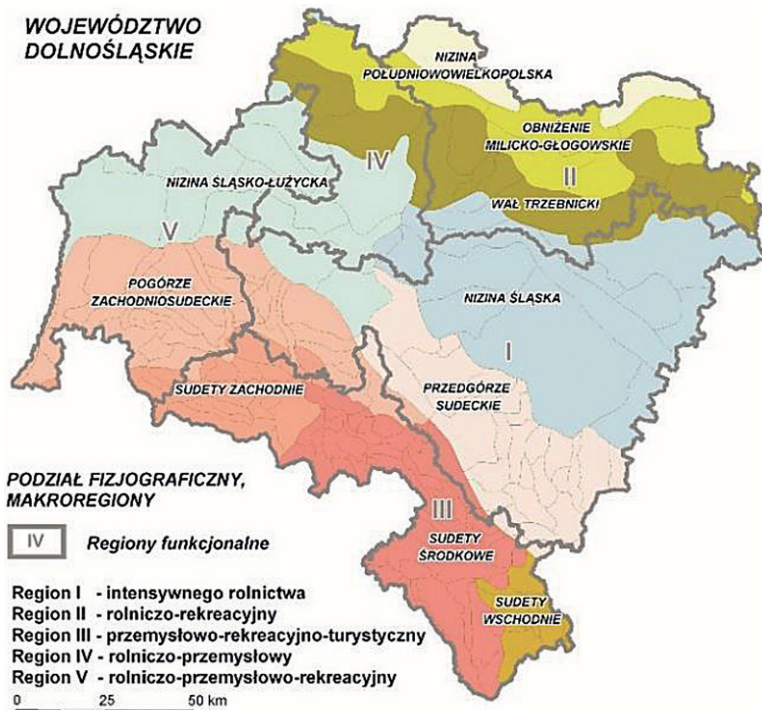 WOJEWÓDZTWO
DOLNOŚLĄSKIE
NIZINA
POŁUDNIOWOWIELKOPOLSKA
OBNIŻENIE
MILICKO-GŁOGOWSKIE
IV
II
NIZINA ŚLĄSKO-ŁUŻYCKA
WAŁ TRZEBNICKI
V
POGÓRZE
ZACHODNIOSUDECKIE
NIZINA ŚLĄSKA
I
SUDETY ZACHODNIE
PRZEDGÓRZE
SUDECKIE
PODZIAŁ FIZJOGRAFICZNY,
MAKROREGIONY
III
IV Regiony funkcjonalne
SUDETY
ŚRODKOWE
SUDETY
WSCHODNIE
Region I - intensywnego rolnictwa
Region II - rolniczo-rekreacyjny
Region III - przemysłowo-rekreacyjno-turystyczny
Region IV - rolniczo-przemysłowy
Region V - rolniczo-przemysłowo-rekreacyjny
0 25 50 km